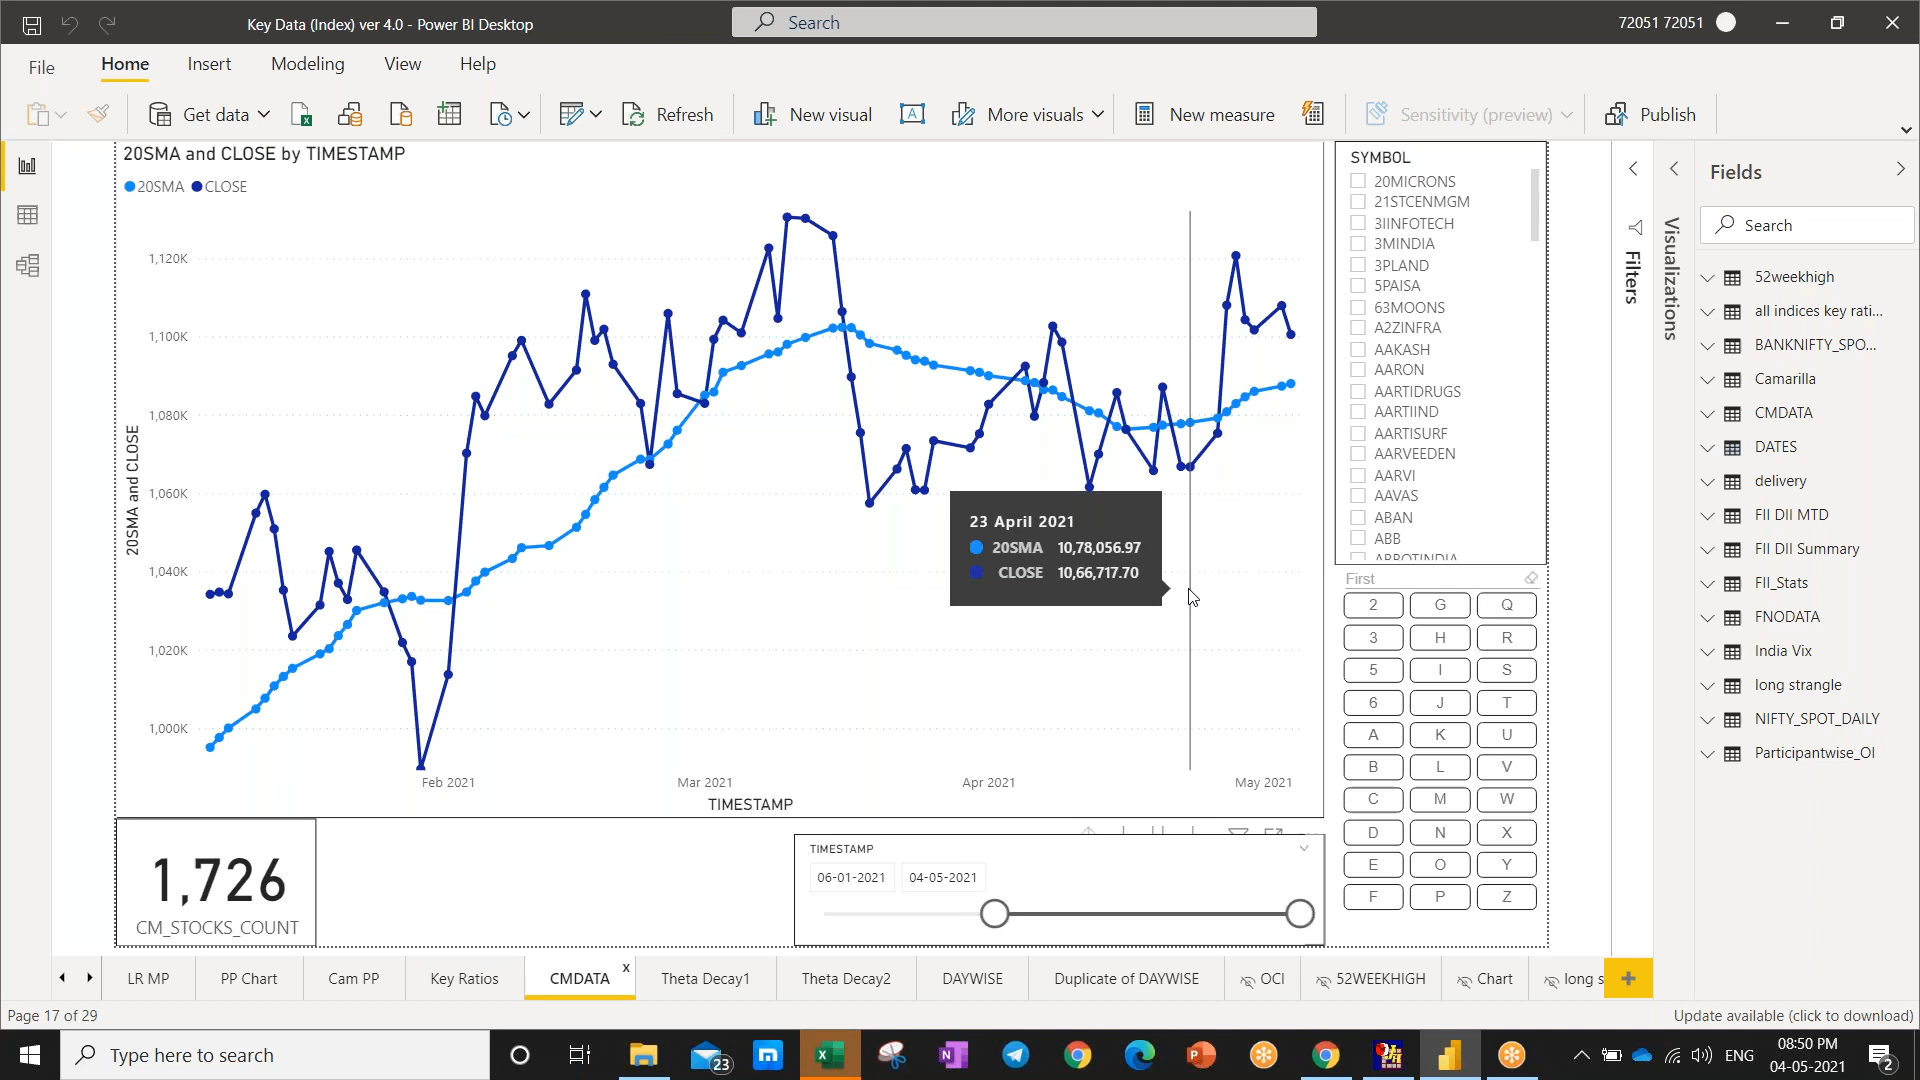 Key Data (Index) ver 4.0 - Power BI Desktop
Search
72051 72051
File
Home
Insert
Modeling
View
Help
Get data
Refresh
New visual
More visuals
New measure
Sensitivity (preview)
Publish
20SMA and CLOSE by TIMESTAMP
20SMA
CLOSE
20SMA and CLOSE
1,120K
1,100K
1,080K
1,060K
1,040K
1,020K
1,000K
Feb 2021
Mar 2021
Apr 2021
May 2021
TIMESTAMP
23 April 2021
20SMA 10,78,056.97
CLOSE 10,66,717.70
SYMBOL
20MICRONS
21STCENMGM
3IINFOTECH
3MINDIA
3PLAND
5PAISA
63MOONS
A2ZINFRA
AAKASH
AARON
AARTIDRUGS
AARTIIND
AARTISURF
AARVEEDEN
AARVI
AAVAS
ABAN
ABB
ABBOTINDIA
First
2 G Q
3 H R
5 I S
6 J T
A K U
B L V
C M W
D N X
E O Y
F P Z
1,726
CM_STOCKS_COUNT
TIMESTAMP
06-01-2021
04-05-2021
Filters
Visualizations
Fields
Search
52weekhigh
all indices key rati...
BANKNIFTY_SPO...
Camarilla
CMDATA
DATES
delivery
FII DII MTD
FII DII Summary
FII_Stats
FNODATA
India Vix
long strangle
NIFTY_SPOT_DAILY
Participantwise_OI
LR MP
PP Chart
Cam PP
Key Ratios
CMDATA
x
Theta Decay1
Theta Decay2
DAYWISE
Duplicate of DAYWISE
OCI
52WEEKHIGH
Chart
long s
Page 17 of 29
Update available (click to download)
Type here to search
23
ENG
08:50 PM
04-05-2021
2